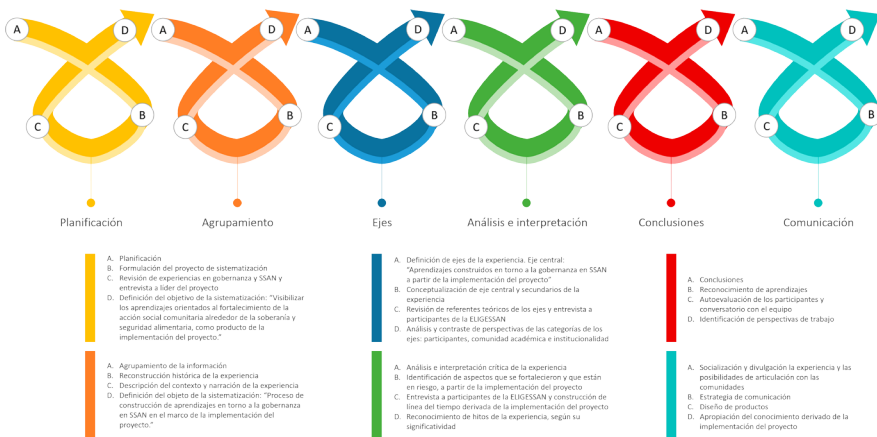 A D A D A D A D A D A D
C B C B C B C B C B C B
Planificación
Agrupamiento
Ejes
Análisis e interpretación
Conclusiones
Comunicación
A. Planificación
B. Formulación del proyecto de sistematización
C. Revisión de experiencias en gobernanza y SSAN y
entrevista a líder del proyecto
D. Definición del objetivo de la sistematización: "Visibilizar
los aprendizajes orientados al fortalecimiento de la
acción social comunitaria alrededor de la soberanía y
seguridad alimentaria, como producto de la
implementación del proyecto."
A. Agrupamiento de la información
B. Reconstrucción histórica de la experiencia
C. Descripción del contexto y narración de la experiencia
D. Definición del objeto de la sistematización: "Proceso de
construcción de aprendizajes en torno a la gobernanza
en SSAN en el marco de la implementación del
proyecto."
A. Definición de ejes de la experiencia. Eje central:
"Aprendizajes construidos en torno a la gobernanza en SSAN
a partir de la implementación del proyecto"
B. Conceptualización de eje central y secundarios de la
experiencia
C. Revisión de referentes teóricos de los ejes y entrevista a
participantes de la ELIGESSAN
D. Análisis y contraste de perspectivas de las categorías de los
ejes: participantes, comunidad académica e institucionalidad
A. Análisis e interpretación crítica de la experiencia
B. Identificación de aspectos que se fortalecieron y que están
en riesgo, a partir de la implementación del proyecto
C. Entrevista a participantes de la ELIGESSAN y construcción de
línea del tiempo derivada de la implementación del proyecto
D. Reconocimiento de hitos de la experiencia, según su
significatividad
A. Conclusiones
B. Reconocimiento de aprendizajes
C. Autoevaluación de los participantes y
conversatorio con el equipo
D. Identificación de perspectivas de trabajo
A. Socialización y divulgación la experiencia y las
posibilidades de articulación con las
comunidades
B. Estrategia de comunicación
C. Diseño de productos
D. Apropiación del conocimiento derivado de la
implementación del proyecto